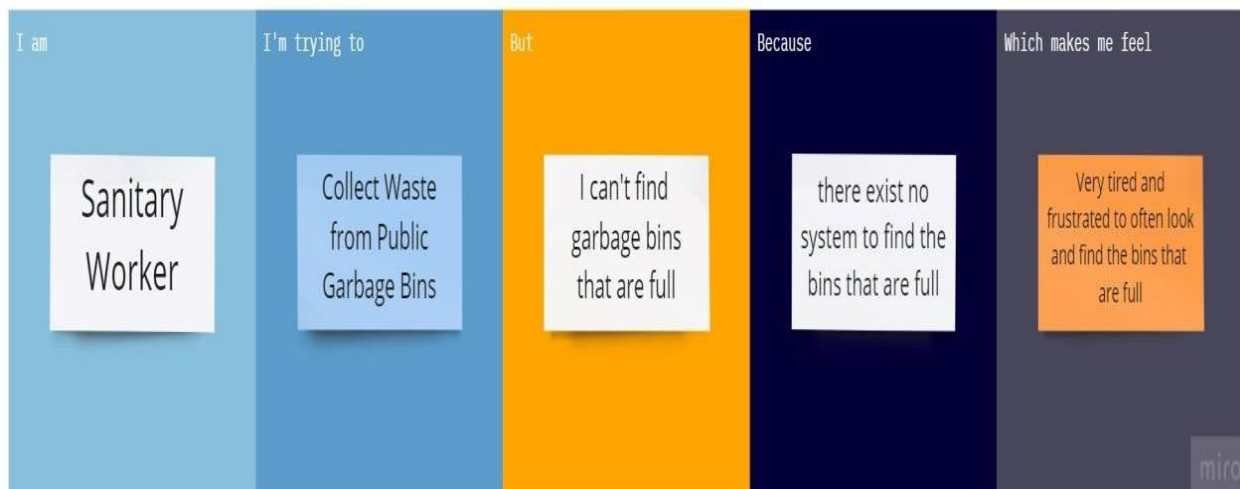 I am
Sanitary
Worker
I'm trying to
Collect Waste
from Public
Garbage Bins
But
I can't find
garbage bins
that are full
Because
there exist no
system to find the
bins that are full
Which makes me feel
Very tired and
frustrated to often look
and find the bins that
are full
miro